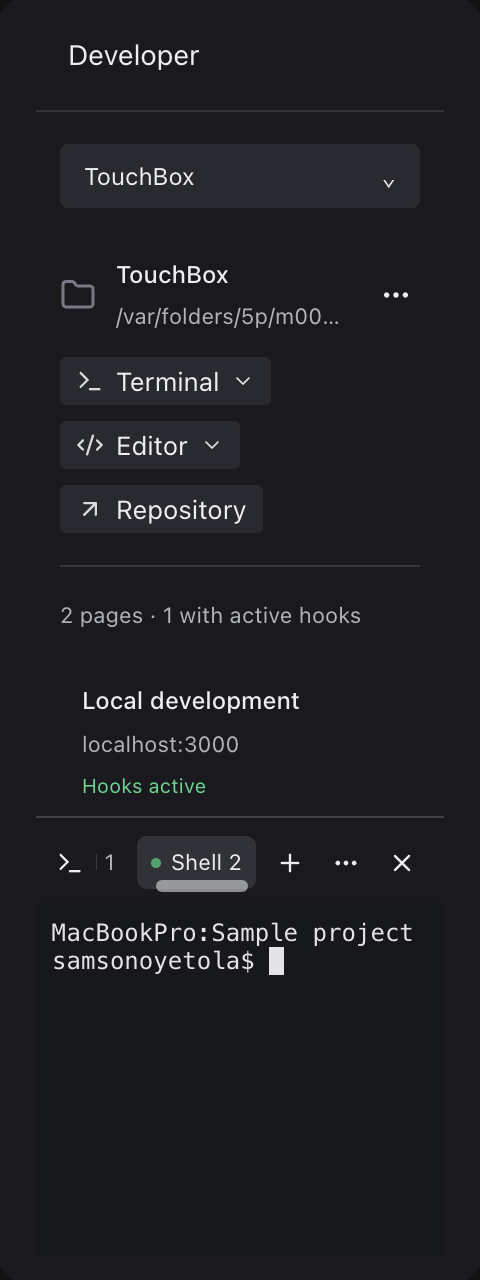 Developer
TouchBox
TouchBox
/var/folders/5p/m00...
Terminal
Editor
Repository
2 pages · 1 with active hooks
Local development
localhost:3000
Hooks active
1 Shell 2
MacBookPro:Sample project
samsonoyetola$